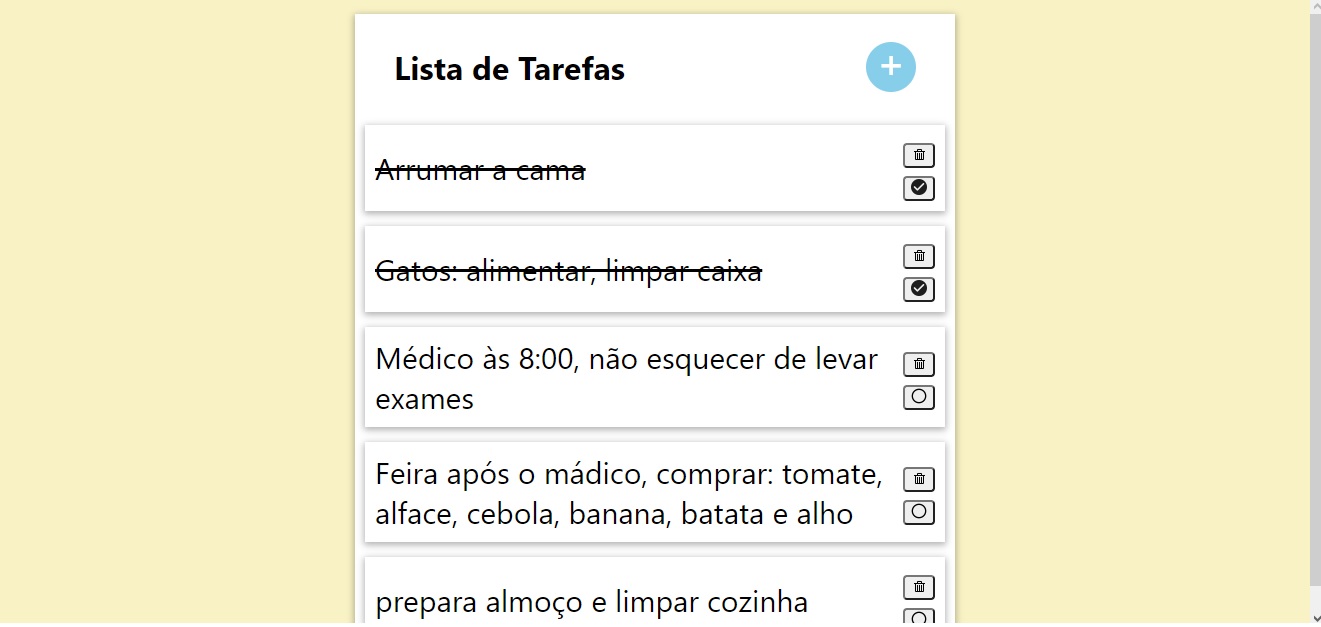 Lista de Tarefas
Arrumar a cama
Gatos: alimentar, limpar caixa
Médico às 8:00, não esquecer de levar
exames
Feira após o mádico, comprar: tomate,
alface, cebola, banana, batata e alho
prepara almoço e limpar cozinha